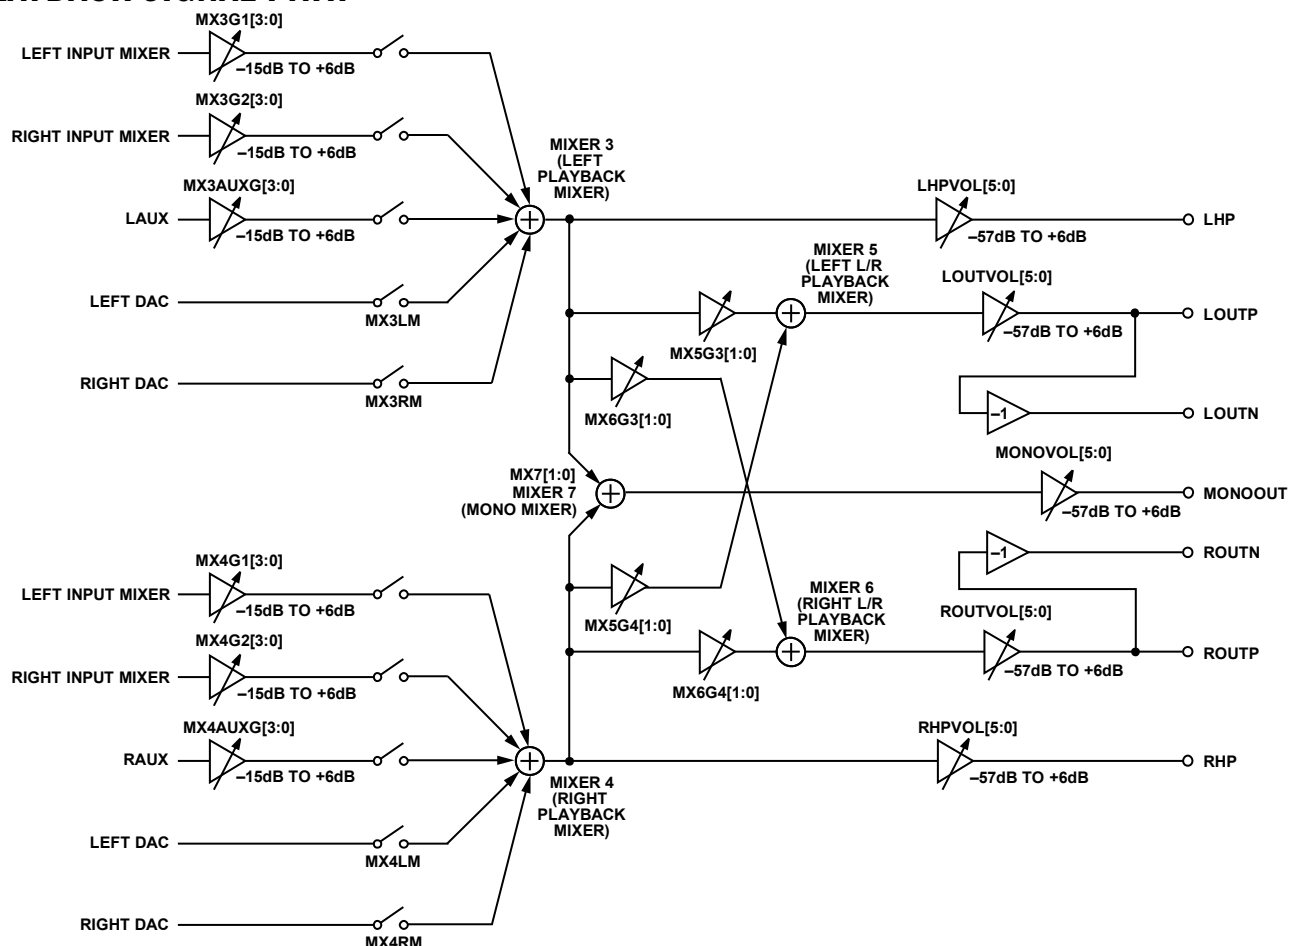 MX3G1[3:0]
LEFT INPUT MIXER
–15dB TO +6dB
MX3G2[3:0]
RIGHT INPUT MIXER
–15dB TO +6dB
MX3AUXG[3:0]
LAUX
–15dB TO +6dB
LEFT DAC
MX3LM
RIGHT DAC
MX3RM
MIXER 3
(LEFT
PLAYBACK
MIXER)
LHPVOL[5:0]
–57dB TO +6dB
LHP
MIXER 5
(LEFT L/R
PLAYBACK
MIXER)
LOUTVOL[5:0]
–57dB TO +6dB
LOUTP
MX5G3[1:0]
MX6G3[1:0]
–1
LOUTN
MX7[1:0]
MIXER 7
(MONO MIXER)
MONOVOL[5:0]
–57dB TO +6dB
MONOOUT
–1
ROUTN
MX5G4[1:0]
MIXER 6
(RIGHT L/R
PLAYBACK
MIXER)
ROUTVOL[5:0]
–57dB TO +6dB
ROUTP
MX6G4[1:0]
MX4G1[3:0]
LEFT INPUT MIXER
–15dB TO +6dB
MX4G2[3:0]
RIGHT INPUT MIXER
–15dB TO +6dB
MX4AUXG[3:0]
RAUX
–15dB TO +6dB
RHPVOL[5:0]
–57dB TO +6dB
RHP
MIXER 4
(RIGHT
PLAYBACK
MIXER)
LEFT DAC
MX4LM
RIGHT DAC
MX4RM